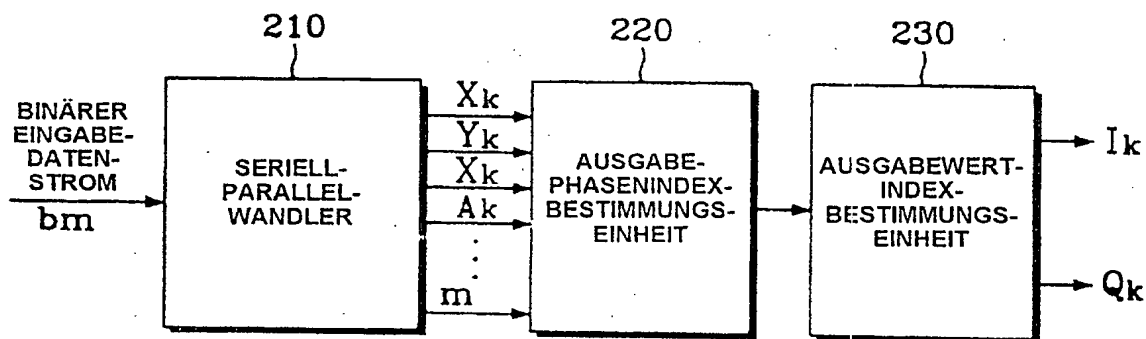 210
220
230
BINÄRER
EINGABE-
DATEN-
STROM
bm
SERIELL-
PARALLEL-
WANDLER
Xk
Yk
Xk
Ak
m
AUSGABE-
PHASENINDEX-
BESTIMMUNGS-
EINHEIT
AUSGABEWERT-
INDEX-
BESTIMMUNGS-
EINHEIT
Ik
Qk